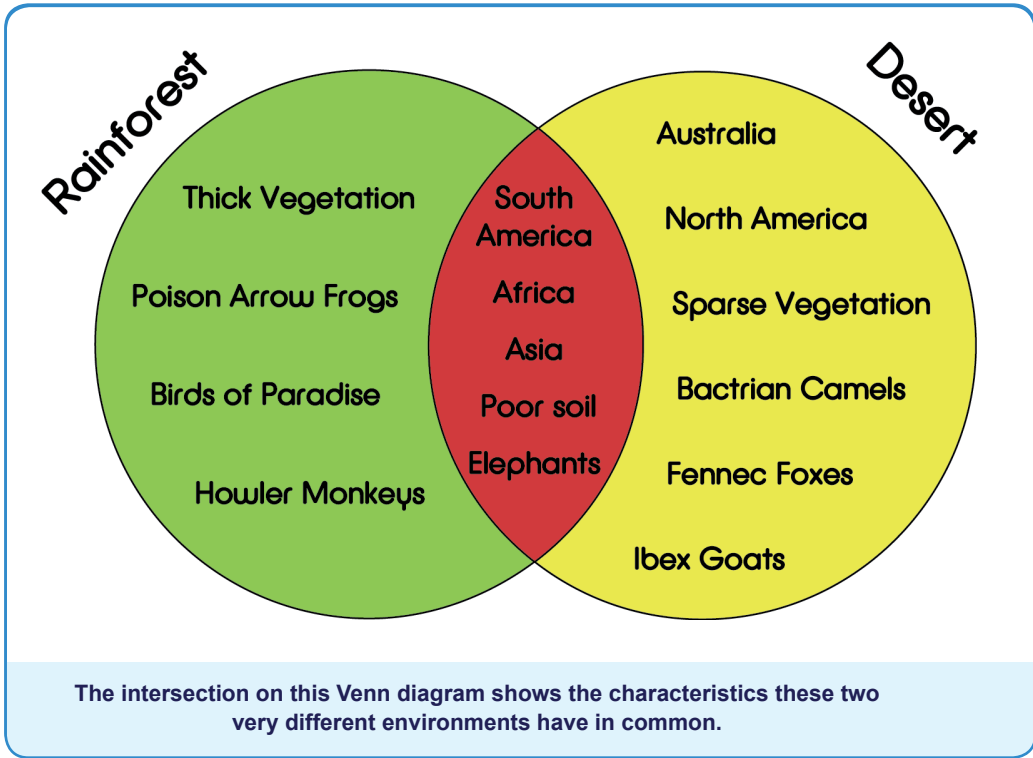 Rainforest
Desert
Thick Vegetation
Poison Arrow Frogs
Birds of Paradise
Howler Monkeys
South
America
Africa
Asia
Poor soil
Elephants
Australia
North America
Sparse Vegetation
Bactrian Camels
Fennec Foxes
Ibex Goats
The intersection on this Venn diagram shows the characteristics these two
very different environments have in common.